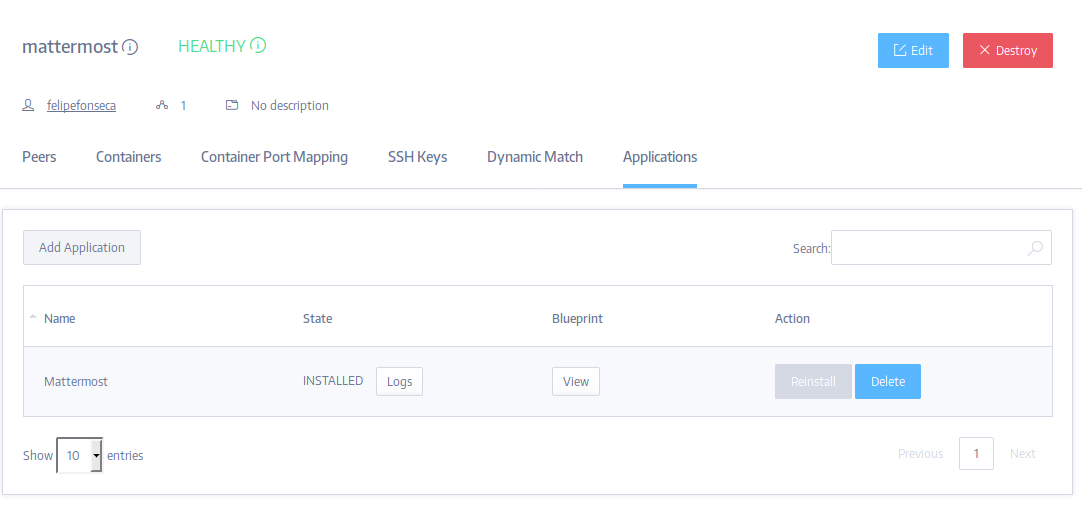 mattermost HEALTHY Edit Destroy
felipefonseca 1 No description
Peers Containers Container Port Mapping SSH Keys Dynamic Match Applications
Add Application Search:
Name State Blueprint Action
Mattermost INSTALLED Logs View Reinstall Delete
Show 10 entries Previous 1 Next